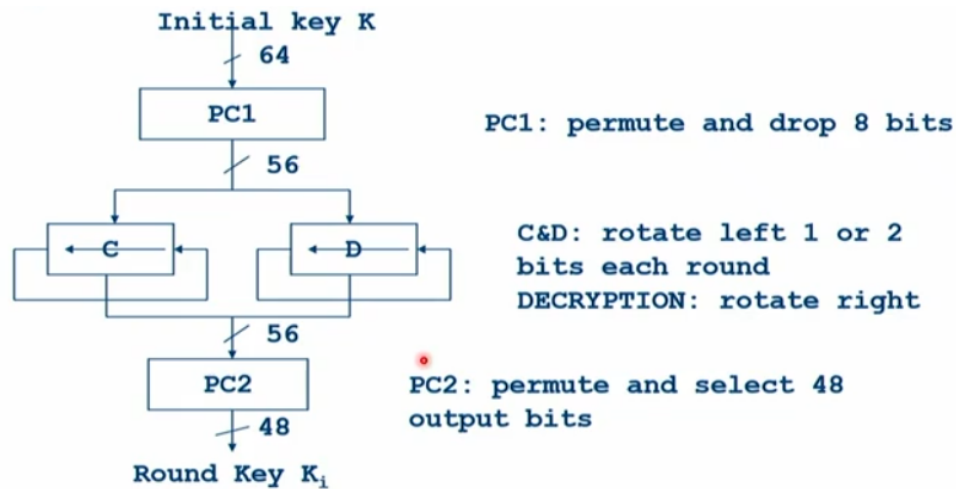 Initial key K
64
PC1
PC1: permute and drop 8 bits
56
C
D
C&D: rotate left 1 or 2
bits each round
DECRYPTION: rotate right
56
PC2
PC2: permute and select 48
output bits
48
Round Key Ki